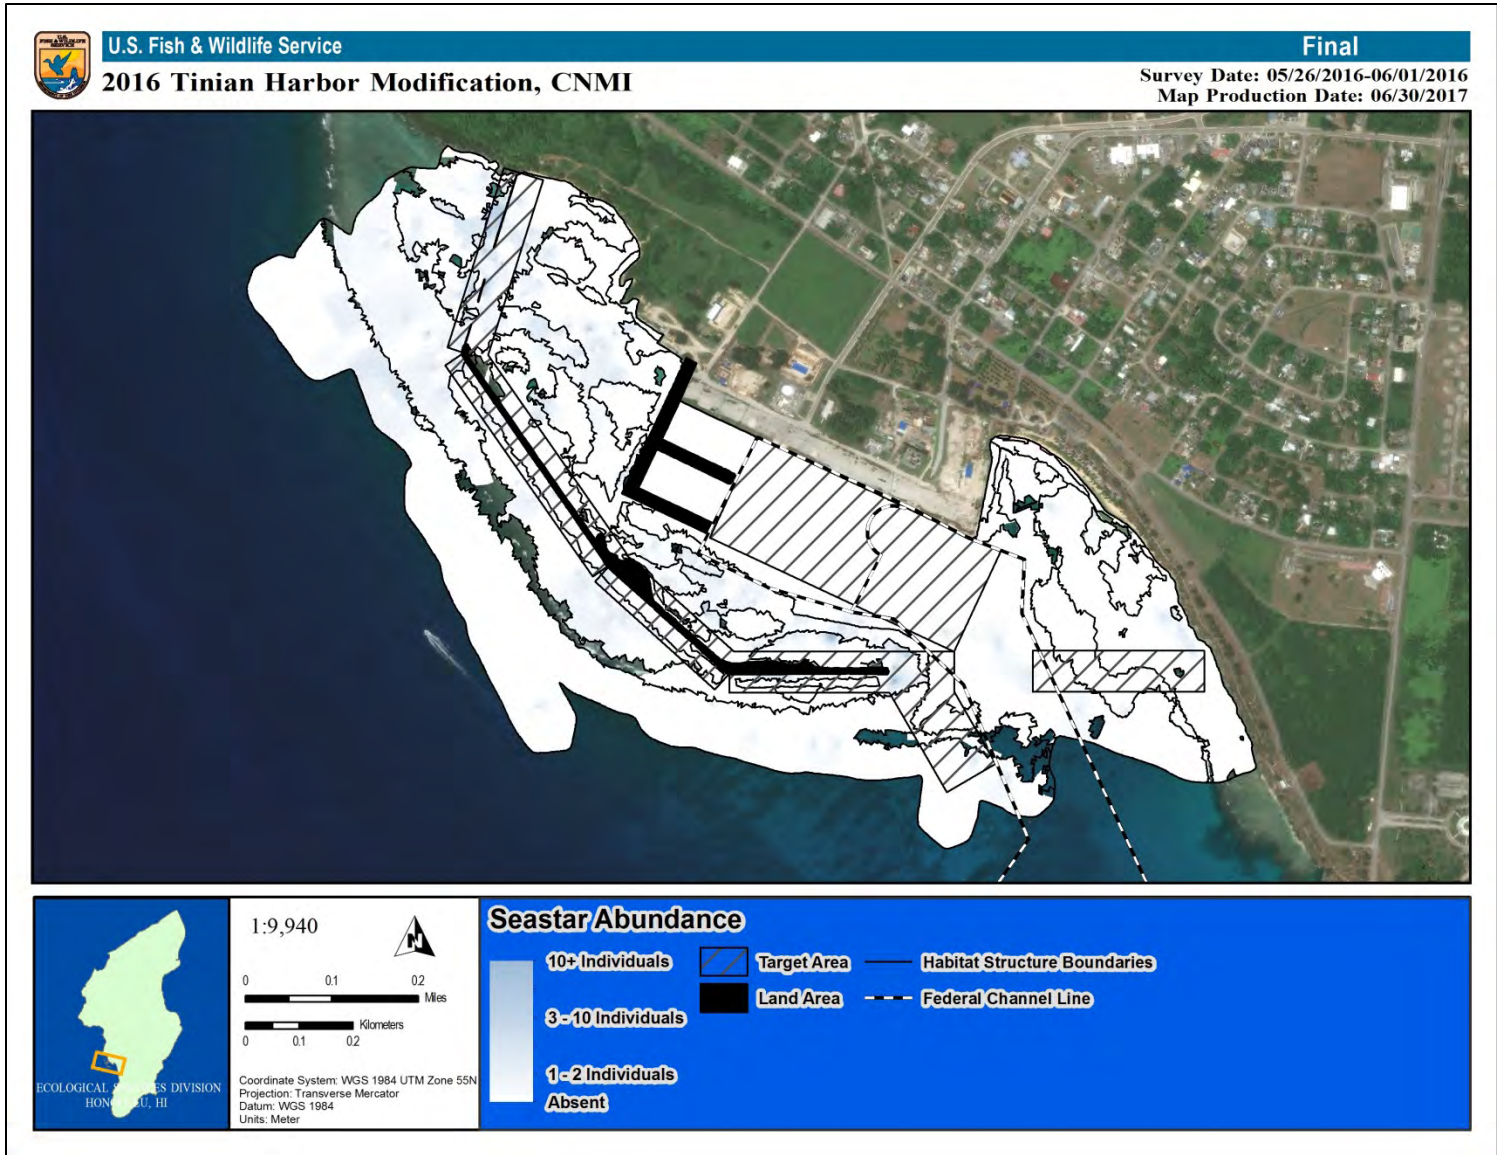 U.S.
FISH & WILDLIFE
SERVICE
U.S. Fish & Wildlife Service
Final
2016 Tinian Harbor Modification, CNMI
Survey Date: 05/26/2016-06/01/2016
Map Production Date: 06/30/2017
ECOLOGICAL DIVISION
1:9,940
N
0 0.1 0.2
Miles
Kilometers
0 0.1 0.2
Coordinate System: WGS 1984 UTM Zone 55N
Projection: Transverse Mercator
Datum: WGS 1984
Units: Meter
Seastar Abundance
10+ Individuals
3 - 10 Individuals
1 - 2 Individuals
Absent
Target Area
Land Area
Habitat Structure Boundaries
Federal Channel Line